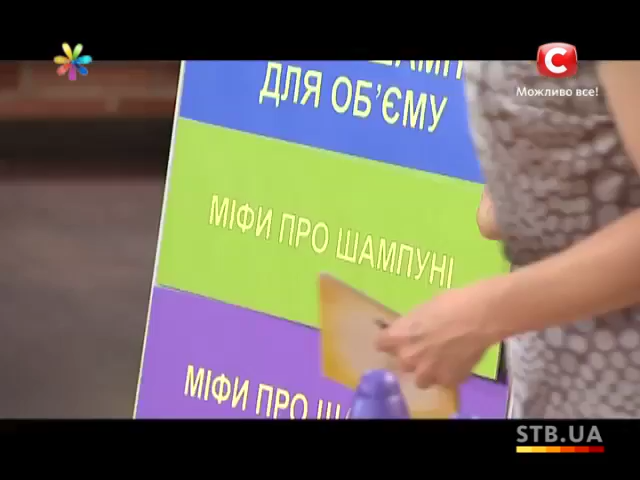 ДЛЯ ОБ’ЄМУ
МІФИ ПРО ШАМПУНІ
МІФИ ПРО
Можливо все!
STB.UA